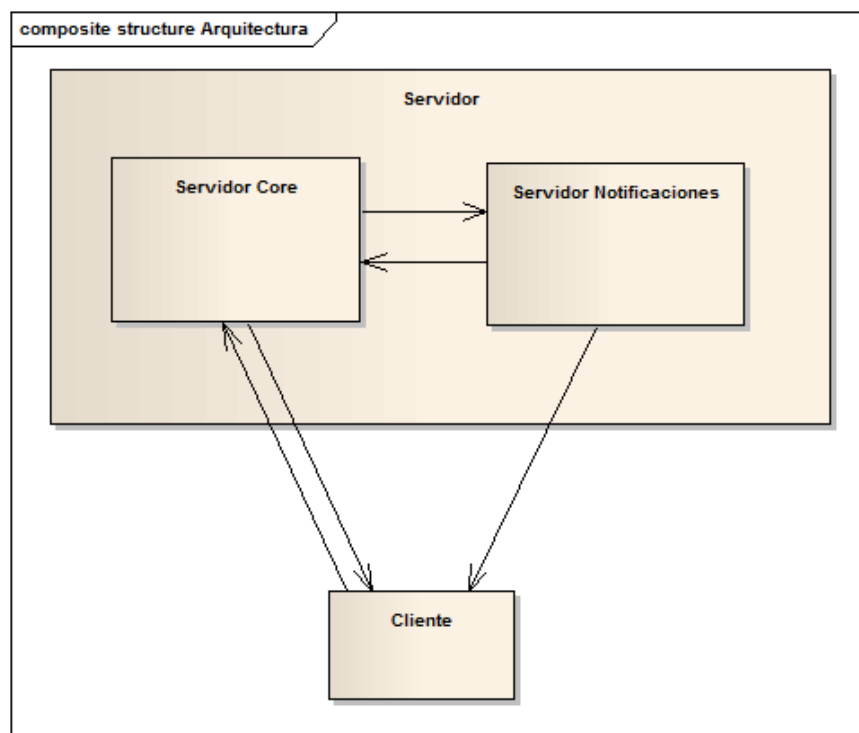 composite structure Arquitectura
Servidor
Servidor Core
Servidor Notificaciones
Cliente